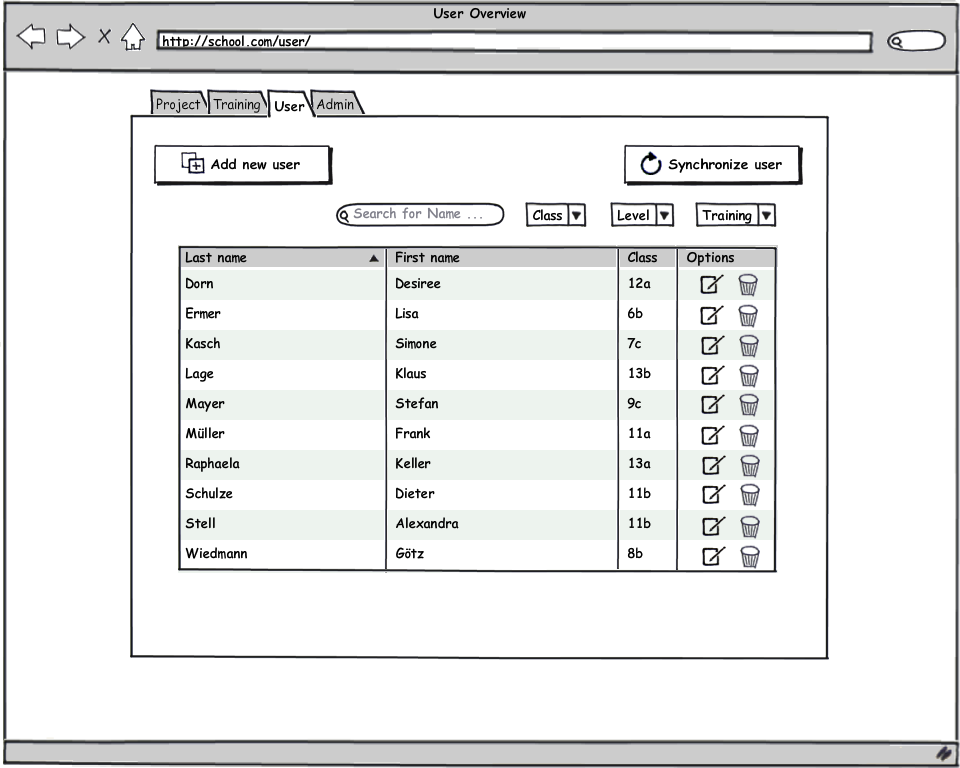 User Overview
http://school.com/user/
Project Training User Admin
Add new user Synchronize user
Search for Name ... Class Level Training
Last name First name Class Options
Dorn Desiree 12a
Ermer Lisa 6b
Kasch Simone 7c
Lage Klaus 13b
Mayer Stefan 9c
Müller Frank 11a
Raphaela Keller 13a
Schulze Dieter 11b
Stell Alexandra 11b
Wiedmann Götz 8b